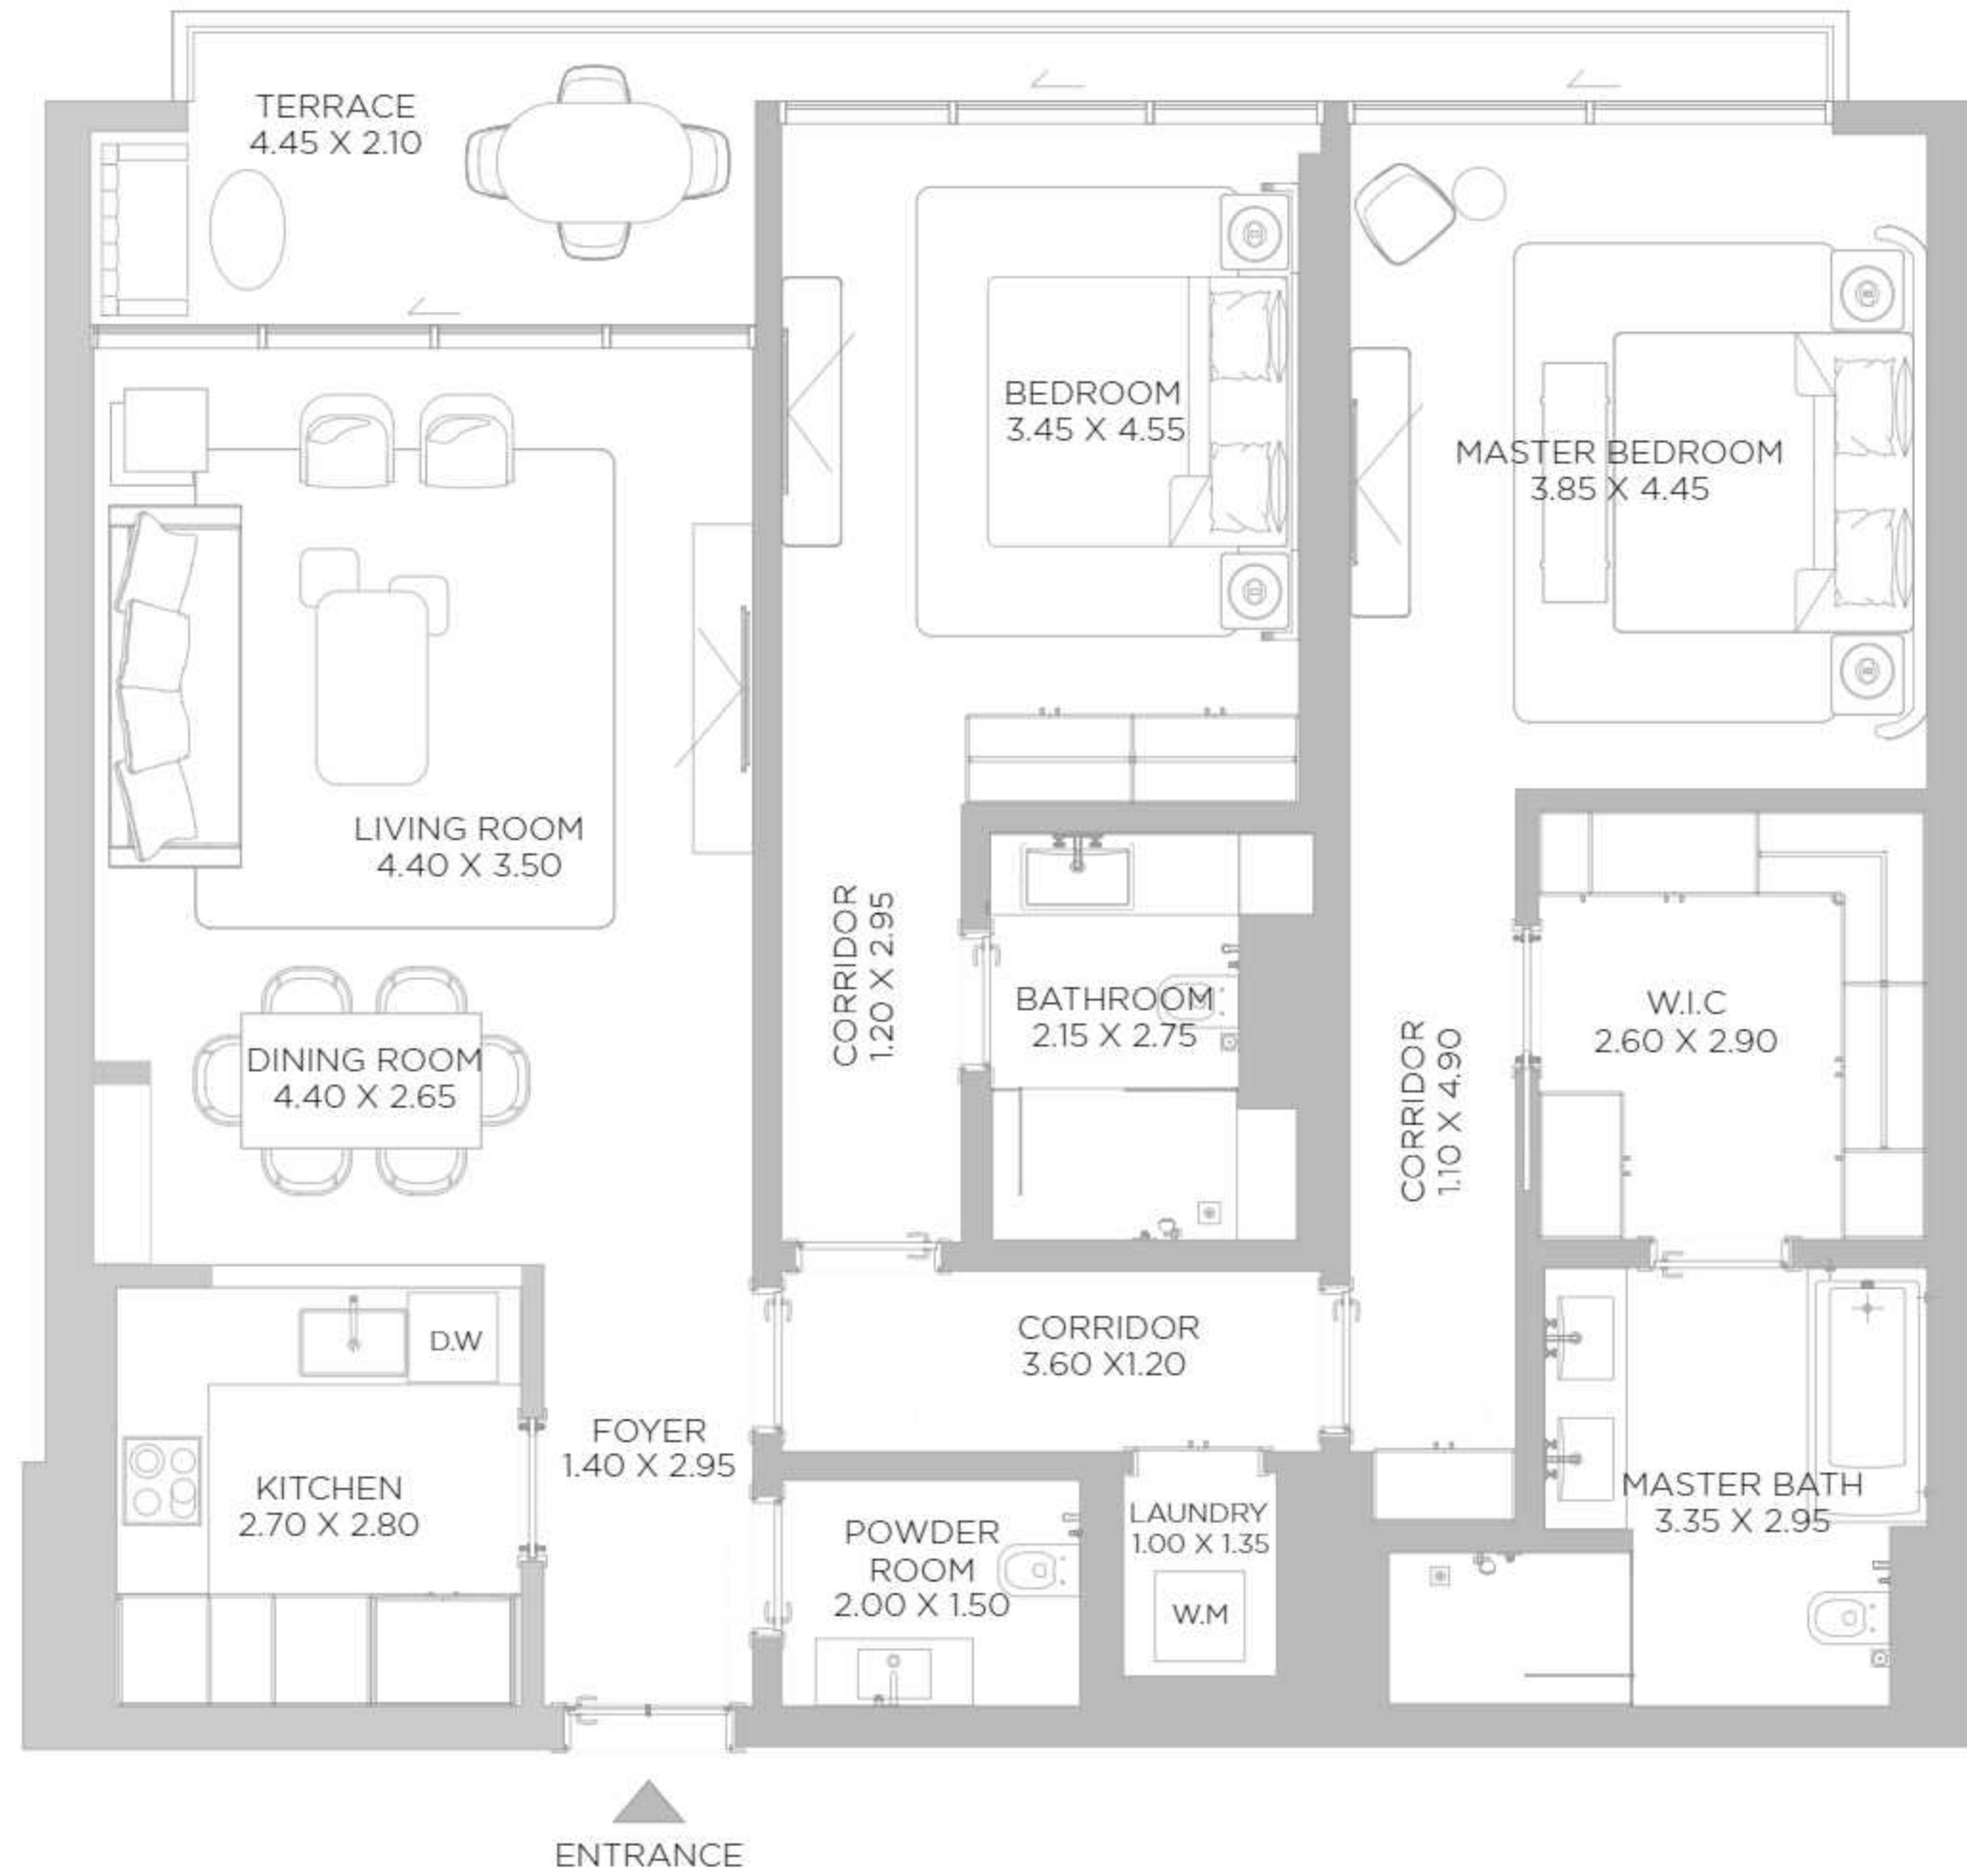 TERRACE
4.45 X 2.10
BEDROOM
3.45 X 4.55
MASTER BEDROOM
3.85 X 4.45
LIVING ROOM
4.40 X 3.50
CORRIDOR
1.20 X 2.95
BATHROOM
2.15 X 2.75
W.I.C
2.60 X 2.90
DINING ROOM
4.40 X 2.65
CORRIDOR
1.10 X 4.90
D.W
CORRIDOR
3.60 X1.20
FOYER
1.40 X 2.95
KITCHEN
2.70 X 2.80
POWDER
ROOM
2.00 X 1.50
LAUNDRY
1.00 X 1.35
W.M
MASTER BATH
3.35 X 2.95
ENTRANCE